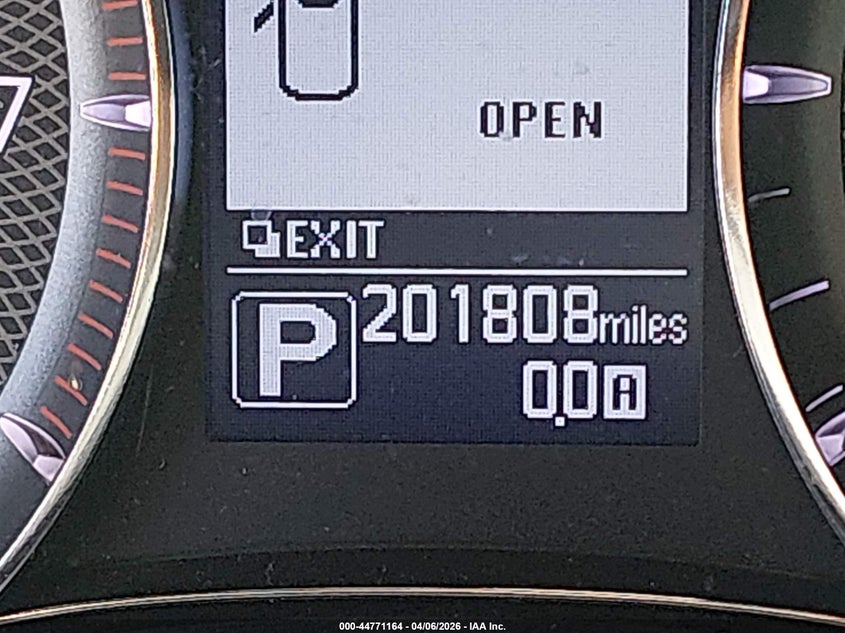 OPEN
EXIT
P
201808miles
0.0A
000-44771164 - 04/06/2026 - IAA Inc.